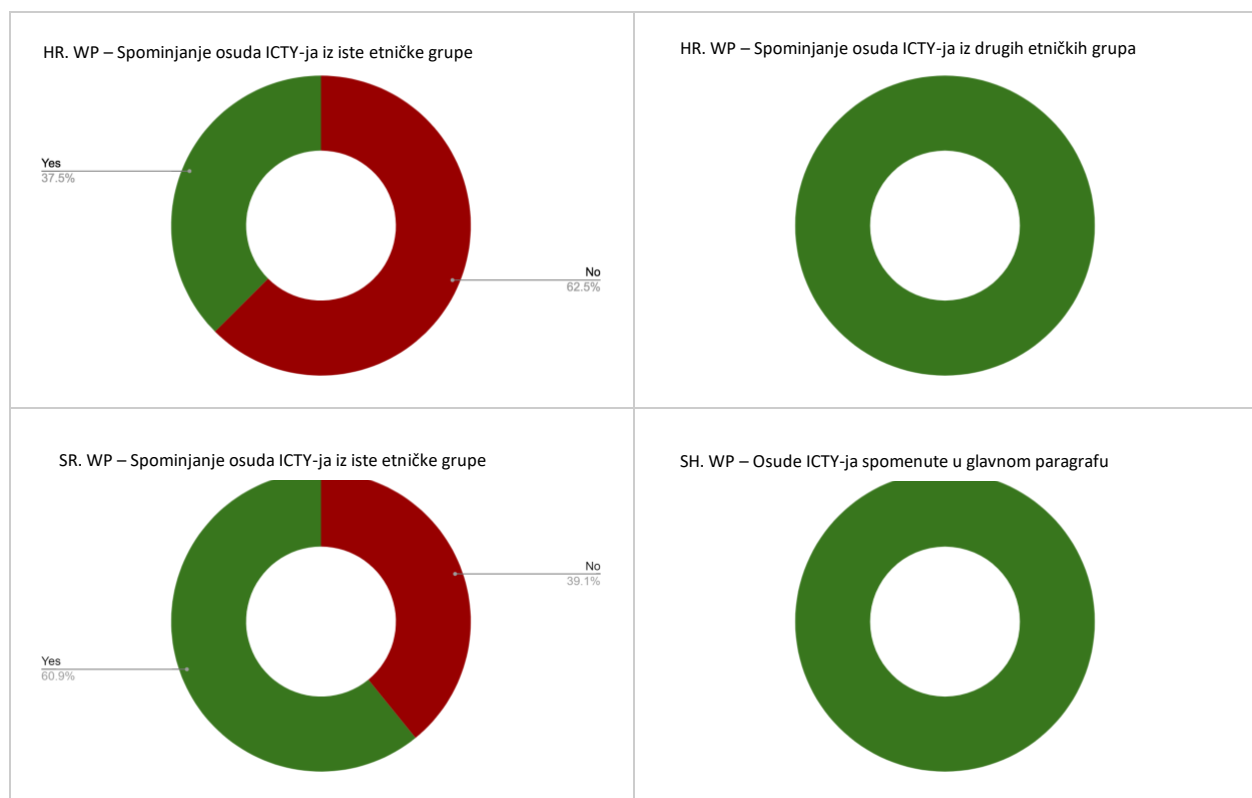 HR. WP – Spominjanje osuda ICTY-ja iz iste etničke grupe
Yes
37.5%
No
62.5%
HR. WP – Spominjanje osuda ICTY-ja iz drugih etničkih grupa
SR. WP – Spominjanje osuda ICTY-ja iz iste etničke grupe
No
39.1%
Yes
60.9%
SH. WP – Osude ICTY-ja spomenute u glavnom paragrafu